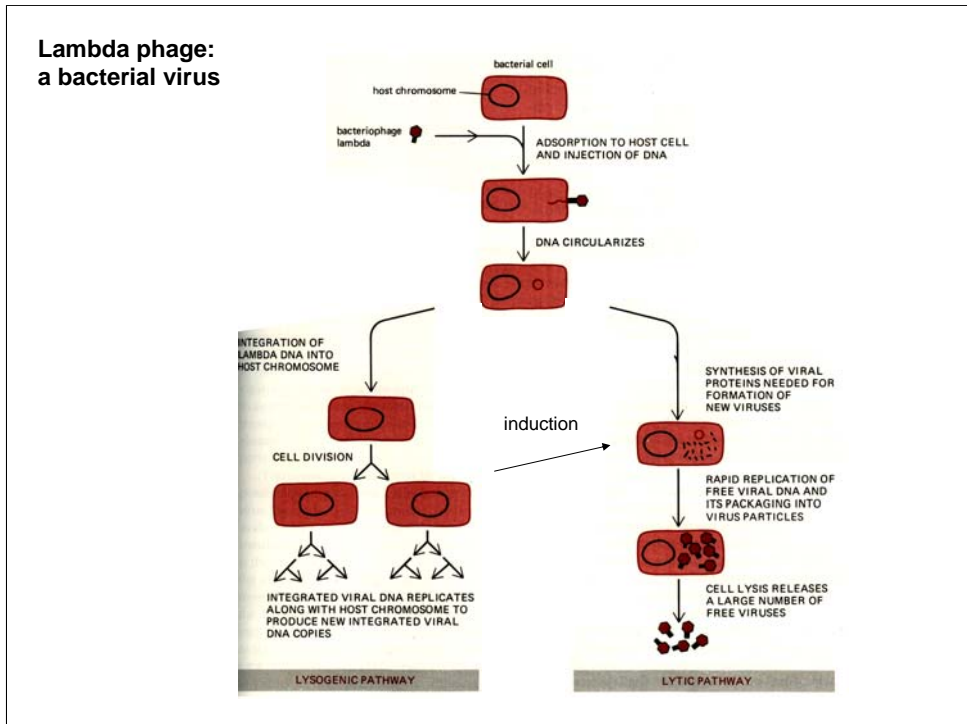 Lambda phage:
a bacterial virus
bacterial cell
host chromosome
bacteriophage
lambda
ADSORPTION TO HOST CELL
AND INJECTION OF DNA
DNA CIRCULARIZES
INTEGRATION OF
LAMBDA DNA INTO
HOST CHROMOSOME
CELL DIVISION
INTEGRATED VIRAL DNA REPLICATES
ALONG WITH HOST CHROMOSOME TO
PRODUCE NEW INTEGRATED VIRAL
DNA COPIES
LYSOGENIC PATHWAY
induction
SYNTHESIS OF VIRAL
PROTEINS NEEDED FOR
FORMATION OF
NEW VIRUSES
RAPID REPLICATION OF
FREE VIRAL DNA AND
ITS PACKAGING INTO
VIRUS PARTICLES
CELL LYSIS RELEASES
A LARGE NUMBER OF
FREE VIRUSES
LYTIC PATHWAY